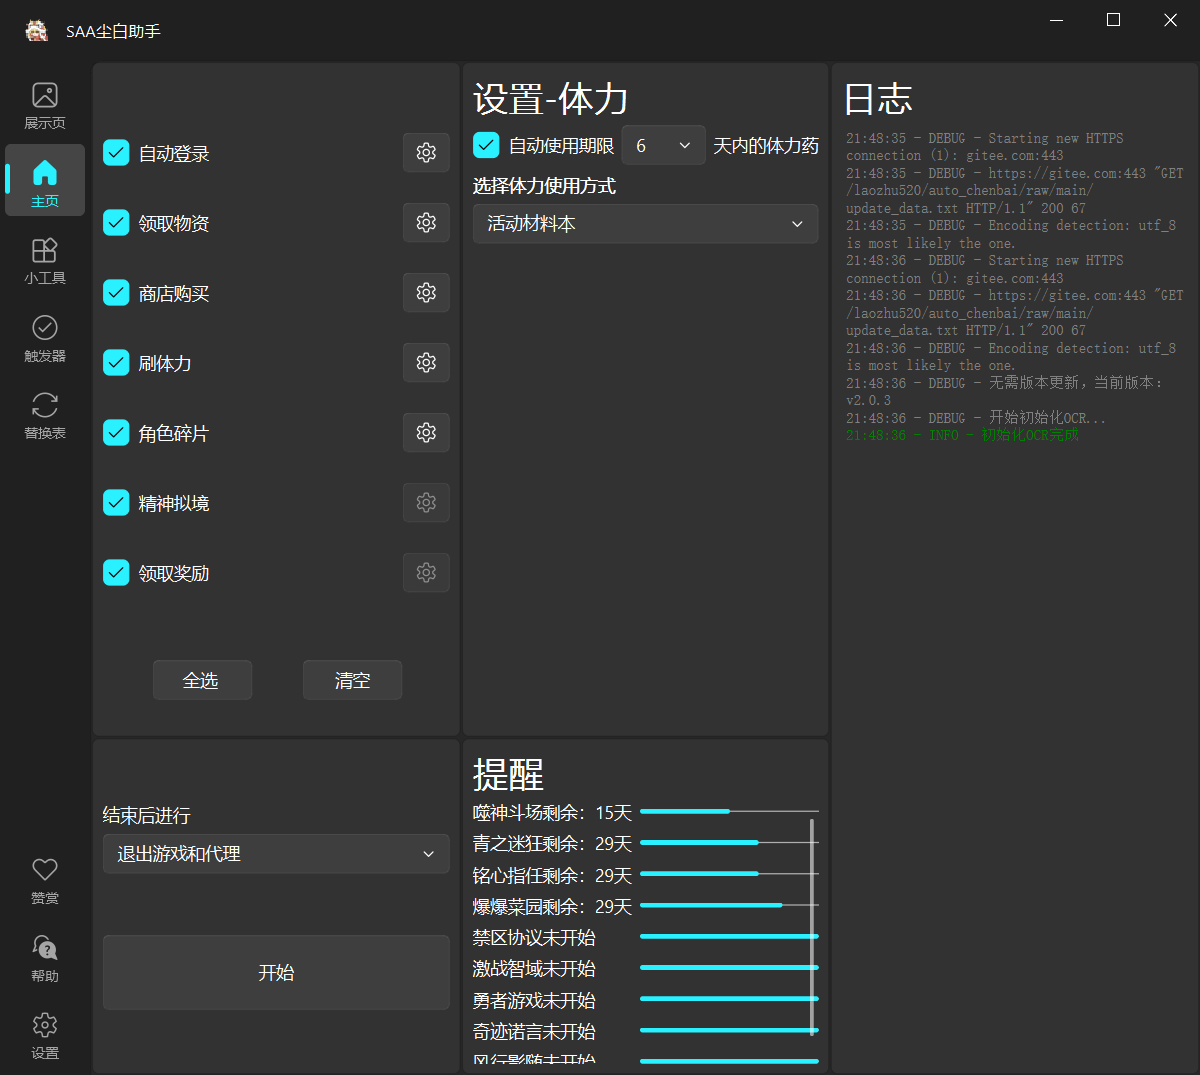 SAA尘白助手
展示页
主页
小工具
触发器
替换表
赞赏
帮助
设置
自动登录
领取物资
商店购买
刷体力
角色碎片
精神拟境
领取奖励
全选
清空
结束后进行
退出游戏和代理
开始
设置-体力
自动使用期限 6 天内的体力药
选择体力使用方式
活动材料本
提醒
噬神斗场剩余：15天
青之迷狂剩余：29天
铭心指任剩余：29天
爆爆菜园剩余：29天
禁区协议未开始
激战智域未开始
勇者游戏未开始
奇迹诺言未开始
风行影随未开始
日志
21:48:35 - DEBUG - Starting new HTTPS
connection (1): gitee.com:443
21:48:35 - DEBUG - https://gitee.com:443 "GET
/laozhu520/auto_chenbai/raw/main/
update_data.txt HTTP/1.1" 200 67
21:48:35 - DEBUG - Encoding detection: utf_8
is most likely the one.
21:48:36 - DEBUG - Starting new HTTPS
connection (1): gitee.com:443
21:48:36 - DEBUG - https://gitee.com:443 "GET
/laozhu520/auto_chenbai/raw/main/
update_data.txt HTTP/1.1" 200 67
21:48:36 - DEBUG - Encoding detection: utf_8
is most likely the one.
21:48:36 - DEBUG - 无需版本更新，当前版本：
v2.0.3
21:48:36 - DEBUG - 开始初始化OCR...
21:48:36 - INFO - 初始化OCR完成